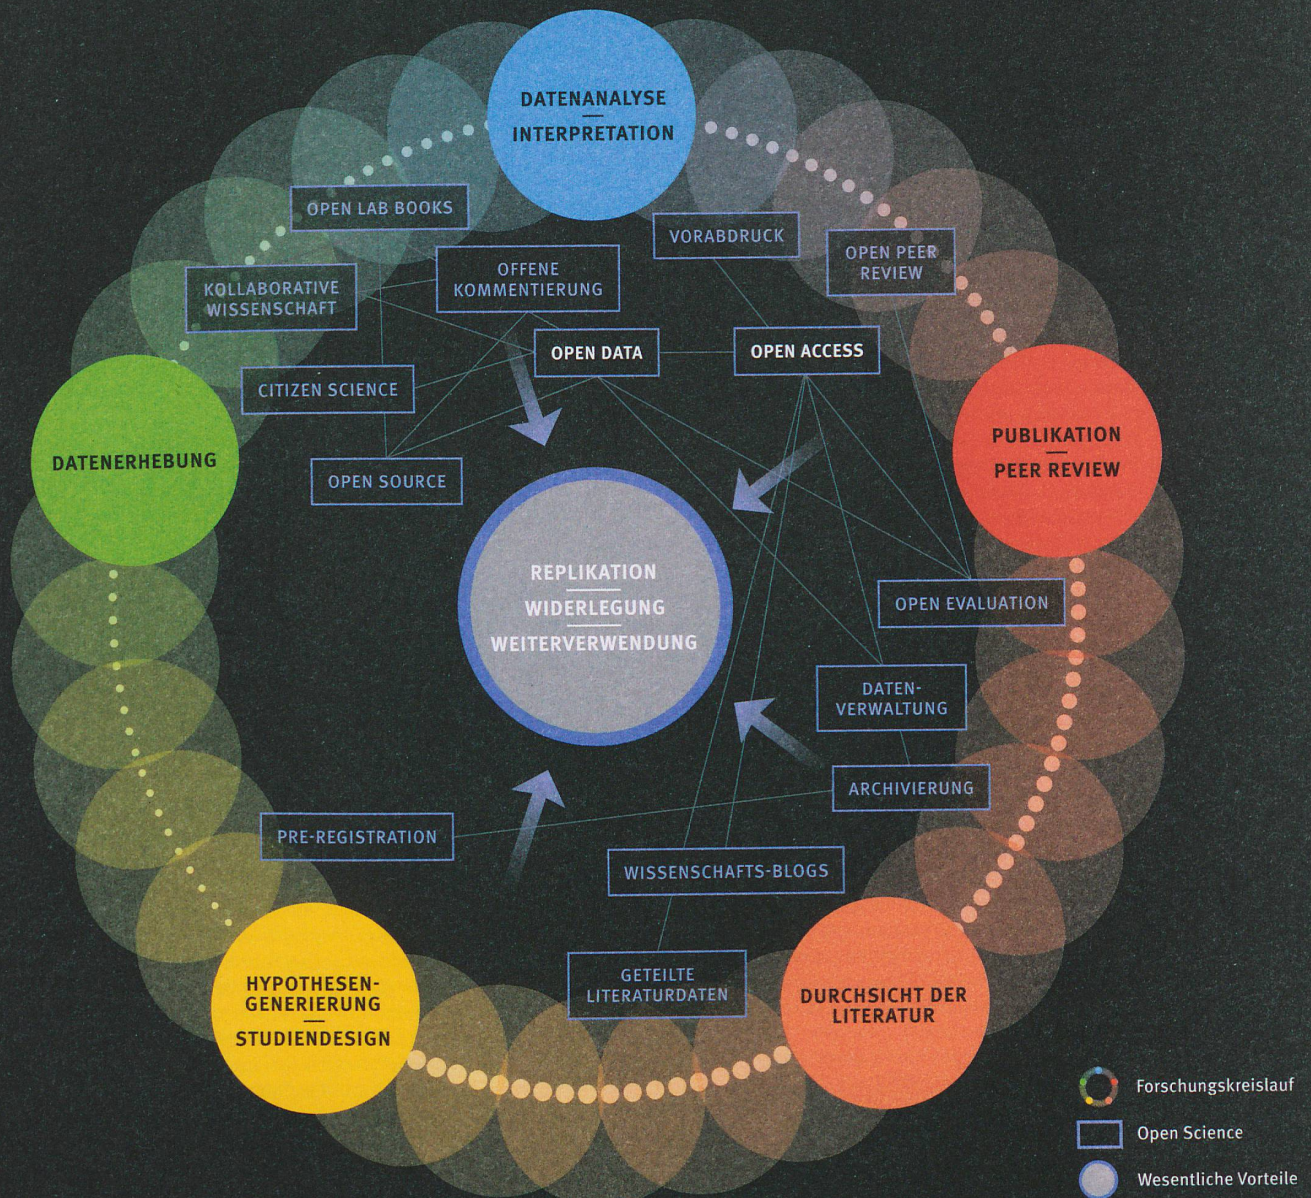 DATENANALYSE
INTERPRETATION
OPEN LAB BOOKS
VORABDRUCK
OPEN PEER
REVIEW
OFFENE
KOMMENTIERUNG
KOLLABORATIVE
WISSENSCHAFT
OPEN DATA
OPEN ACCESS
CITIZEN SCIENCE
OPEN SOURCE
DATENERHEBUNG
PUBLIKATION
PEER REVIEW
REPLIKATION
WIDERLEGUNG
WEITERVERWENDUNG
OPEN EVALUATION
DATEN-
VERWALTUNG
ARCHIVIERUNG
PRE-REGISTRATION
WISSENSCHAFTS-BLOGS
GETEILTE
LITERATURDATEN
HYPOTHESEN-
GENERIERUNG
STUDIENDESIGN
DURCHSICHT DER
LITERATUR
Forschungskreislauf
Open Science
Wesentliche Vorteile